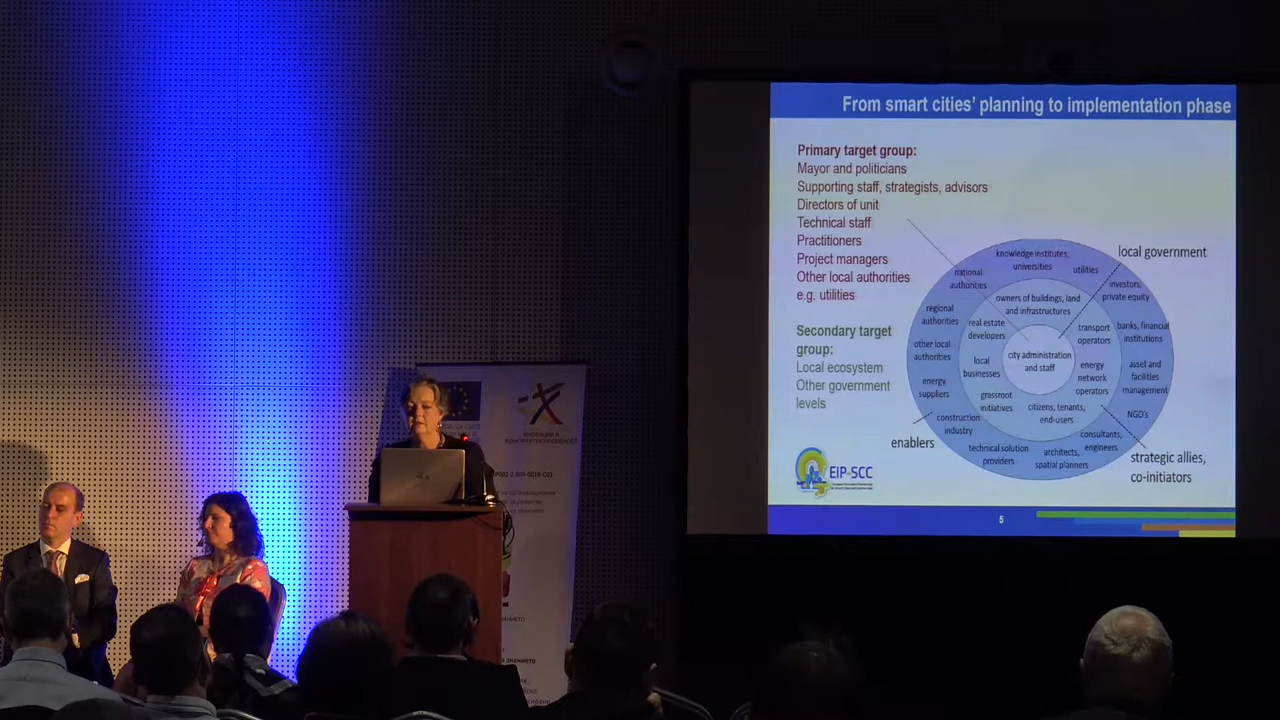 From smart cities' planning to implementation phase
Primary target group:
Mayor and politicians
Supporting staff, strategists, advisors
Directors of unit
Technical staff
Practitioners
Project managers
Other local authorities
e.g. utilities
Secondary target
group:
Local ecosystem
Other government
levels
local government
knowledge institutes,
universities
utilities
national
authorities
investors,
private equity
owners of buildings, land
and infrastructures
regional
authorities
real estate
developers
transport
operators
banks, financial
institutions
other local
authorities
city administration
and staff
local
businesses
energy
network
operators
asset and
facilities
management
energy
suppliers
grassroot
initiatives
citizens, tenants,
end-users
NGO's
construction
industry
consultants,
engineers
technical solution
providers
architects,
spatial planners
enablers
strategic allies,
co-initiators
EIP-SCC
5
ИНОВАЦИИ И
КОНКУРЕНТОСПОСОБНОСТ